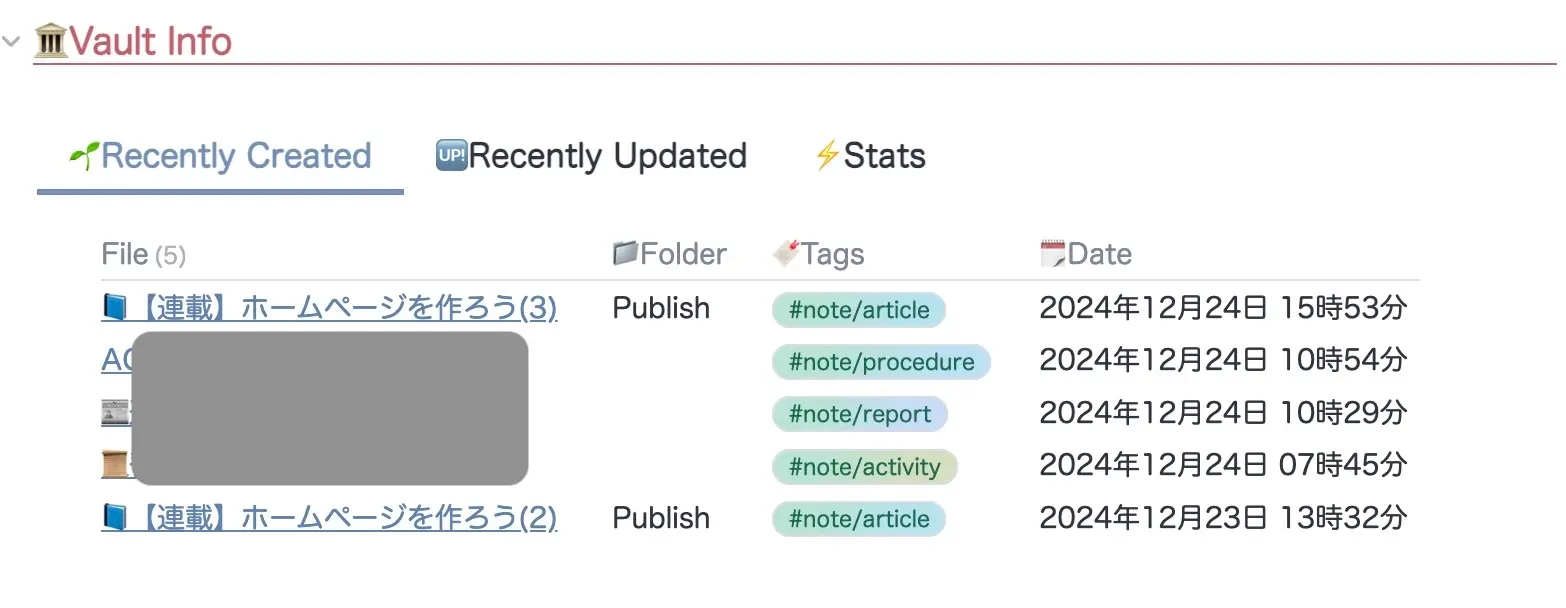 🏛Vault Info
🌱Recently Created 🆙Recently Updated ⚡Stats
File (5) 📁Folder 🏷Tags 🗓Date
📘【連載】ホームページを作ろう(3) Publish #note/article 2024年12月24日 15時53分
#note/procedure 2024年12月24日 10時54分
#note/report 2024年12月24日 10時29分
#note/activity 2024年12月24日 07時45分
📘【連載】ホームページを作ろう(2) Publish #note/article 2024年12月23日 13時32分